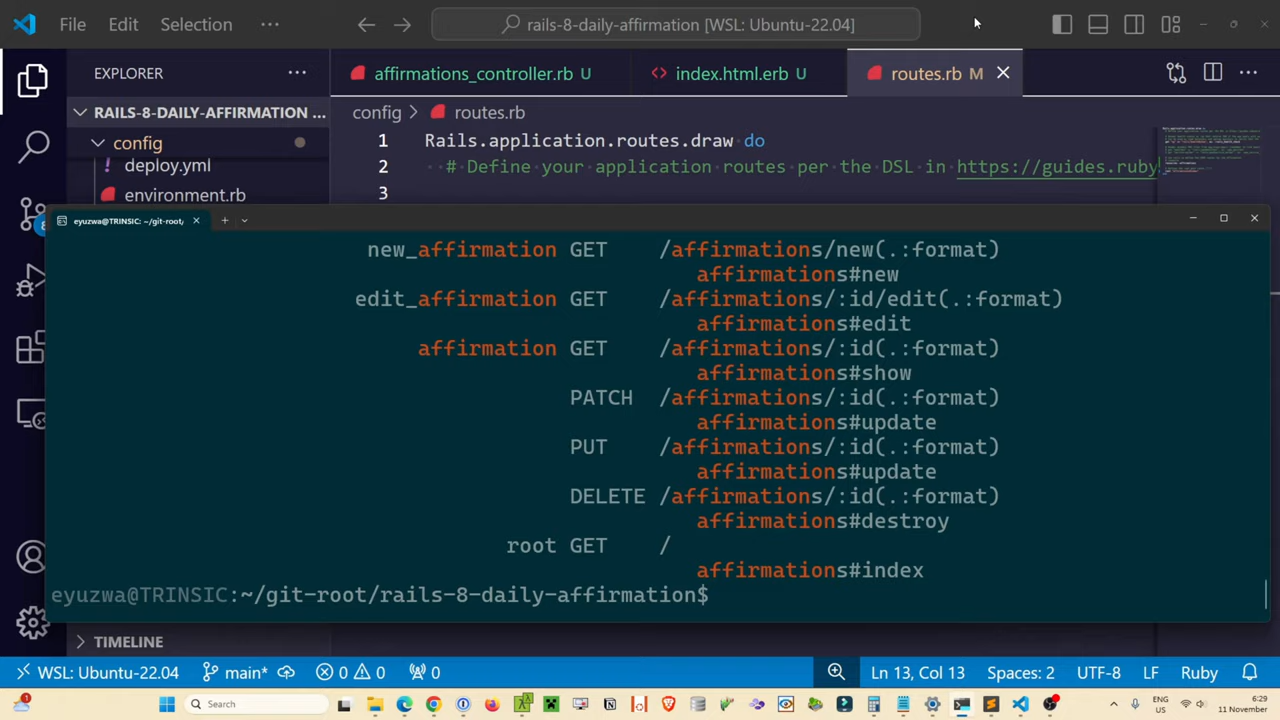 File Edit Selection ··· rails-8-daily-affirmation [WSL: Ubuntu-22.04]
EXPLORER ···
affirmations_controller.rb U
index.html.erb U
routes.rb M
RAILS-8-DAILY-AFFIRMATION ...
config > routes.rb
config
deploy.yml
environment.rb
1 Rails.application.routes.draw do
2 # Define your application routes per the DSL in https://guides.ruby
3
eyuzwa@TRINSIC: ~/git-root/
new_affirmation GET /affirmations/new(.:format)
affirmations#new
edit_affirmation GET /affirmations/:id/edit(.:format)
affirmations#edit
affirmation GET /affirmations/:id(.:format)
affirmations#show
PATCH /affirmations/:id(.:format)
affirmations#update
PUT /affirmations/:id(.:format)
affirmations#update
DELETE /affirmations/:id(.:format)
affirmations#destroy
root GET /
affirmations#index
eyuzwa@TRINSIC:~/git-root/rails-8-daily-affirmation$
TIMELINE
WSL: Ubuntu-22.04 main* 0 0 0 Ln 13, Col 13 Spaces: 2 UTF-8 LF Ruby
Search
ENG
US
6:29
11 November